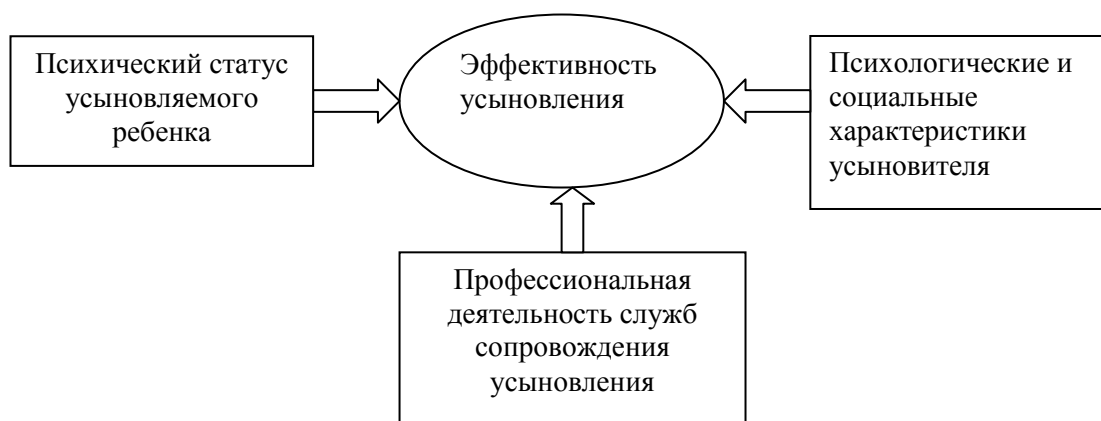 Психический статус
усыновляемого
ребенка
Эффективность
усыновления
Психологические и
социальные
характеристики
усыновителя
Профессиональная
деятельность служб
сопровождения
усыновления